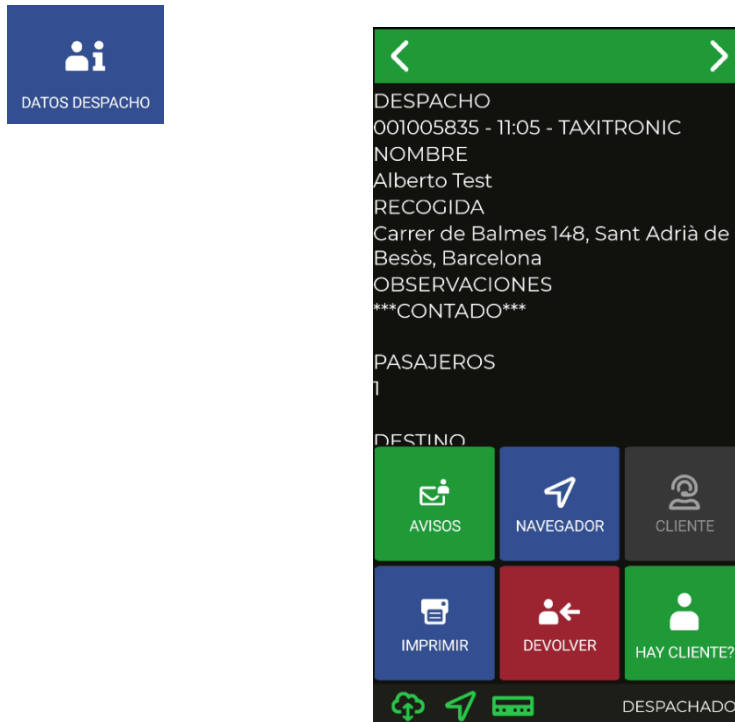 DATOS DESPACHO
DESPACHO
001005835 - 11:05 - TAXITRONIC
NOMBRE
Alberto Test
RECOGIDA
Carrer de Balmes 148, Sant Adrià de
Besòs, Barcelona
OBSERVACIONES
***CONTADO***
PASAJEROS
1
DESTINO
AVISOS
NAVEGADOR
CLIENTE
IMPRIMIR
DEVOLVER
HAY CLIENTE?
DESPACHADO